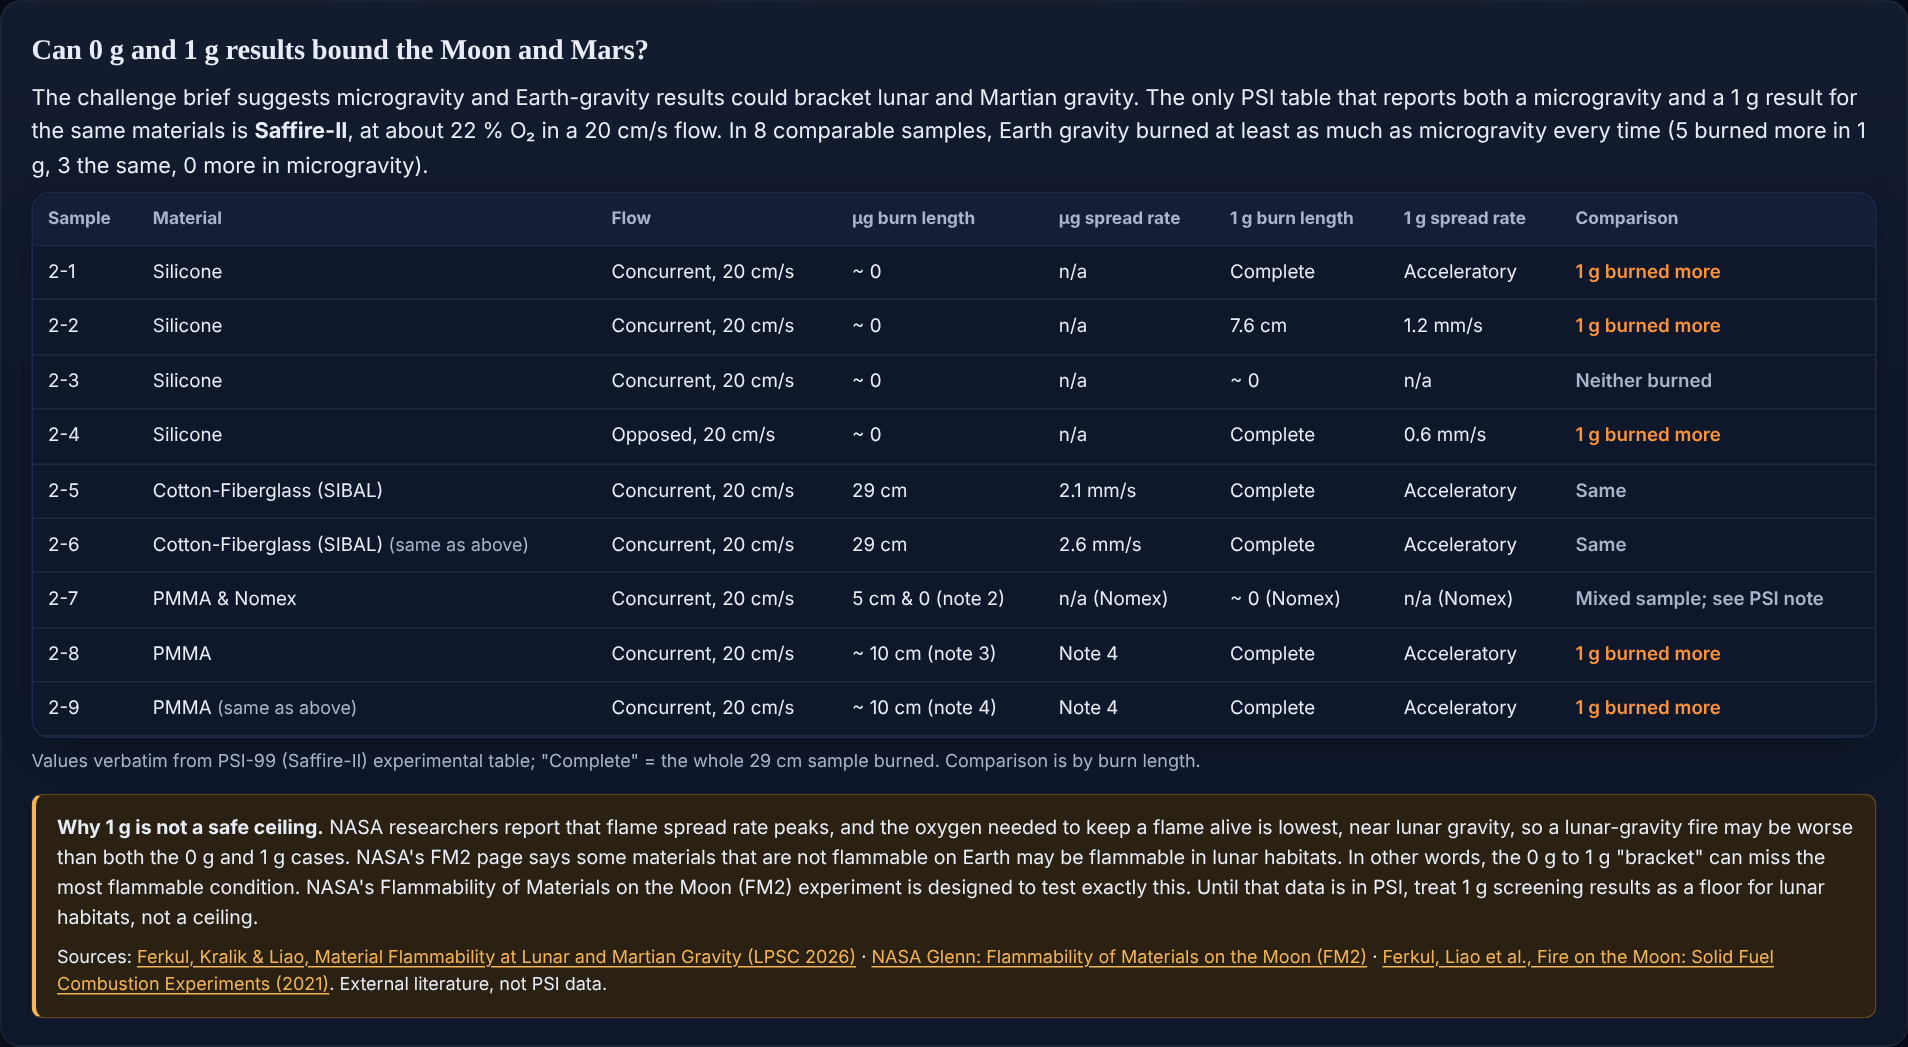 Can 0 g and 1 g results bound the Moon and Mars?
The challenge brief suggests microgravity and Earth-gravity results could bracket lunar and Martian gravity. The only PSI table that reports both a microgravity and a 1 g result for
the same materials is Saffire-II, at about 22 % O₂ in a 20 cm/s flow. In 8 comparable samples, Earth gravity burned at least as much as microgravity every time (5 burned more in 1
g, 3 the same, 0 more in microgravity).
Sample Material Flow µg burn length µg spread rate 1 g burn length 1 g spread rate Comparison
2-1 Silicone Concurrent, 20 cm/s ~ 0 n/a Complete Acceleratory 1 g burned more
2-2 Silicone Concurrent, 20 cm/s ~ 0 n/a 7.6 cm 1.2 mm/s 1 g burned more
2-3 Silicone Concurrent, 20 cm/s ~ 0 n/a ~ 0 n/a Neither burned
2-4 Silicone Opposed, 20 cm/s ~ 0 n/a Complete 0.6 mm/s 1 g burned more
2-5 Cotton-Fiberglass (SIBAL) Concurrent, 20 cm/s 29 cm 2.1 mm/s Complete Acceleratory Same
2-6 Cotton-Fiberglass (SIBAL) (same as above) Concurrent, 20 cm/s 29 cm 2.6 mm/s Complete Acceleratory Same
2-7 PMMA & Nomex Concurrent, 20 cm/s 5 cm & 0 (note 2) n/a (Nomex) ~ 0 (Nomex) n/a (Nomex) Mixed sample; see PSI note
2-8 PMMA Concurrent, 20 cm/s ~ 10 cm (note 3) Note 4 Complete Acceleratory 1 g burned more
2-9 PMMA (same as above) Concurrent, 20 cm/s ~ 10 cm (note 4) Note 4 Complete Acceleratory 1 g burned more
Values verbatim from PSI-99 (Saffire-II) experimental table; "Complete" = the whole 29 cm sample burned. Comparison is by burn length.
Why 1 g is not a safe ceiling. NASA researchers report that flame spread rate peaks, and the oxygen needed to keep a flame alive is lowest, near lunar gravity, so a lunar-gravity fire may be worse
than both the 0 g and 1 g cases. NASA's FM2 page says some materials that are not flammable on Earth may be flammable in lunar habitats. In other words, the 0 g to 1 g "bracket" can miss the
most flammable condition. NASA's Flammability of Materials on the Moon (FM2) experiment is designed to test exactly this. Until that data is in PSI, treat 1 g screening results as a floor for lunar
habitats, not a ceiling.
Sources: Ferkul, Kralik & Liao, Material Flammability at Lunar and Martian Gravity (LPSC 2026) · NASA Glenn: Flammability of Materials on the Moon (FM2) · Ferkul, Liao et al., Fire on the Moon: Solid Fuel
Combustion Experiments (2021). External literature, not PSI data.